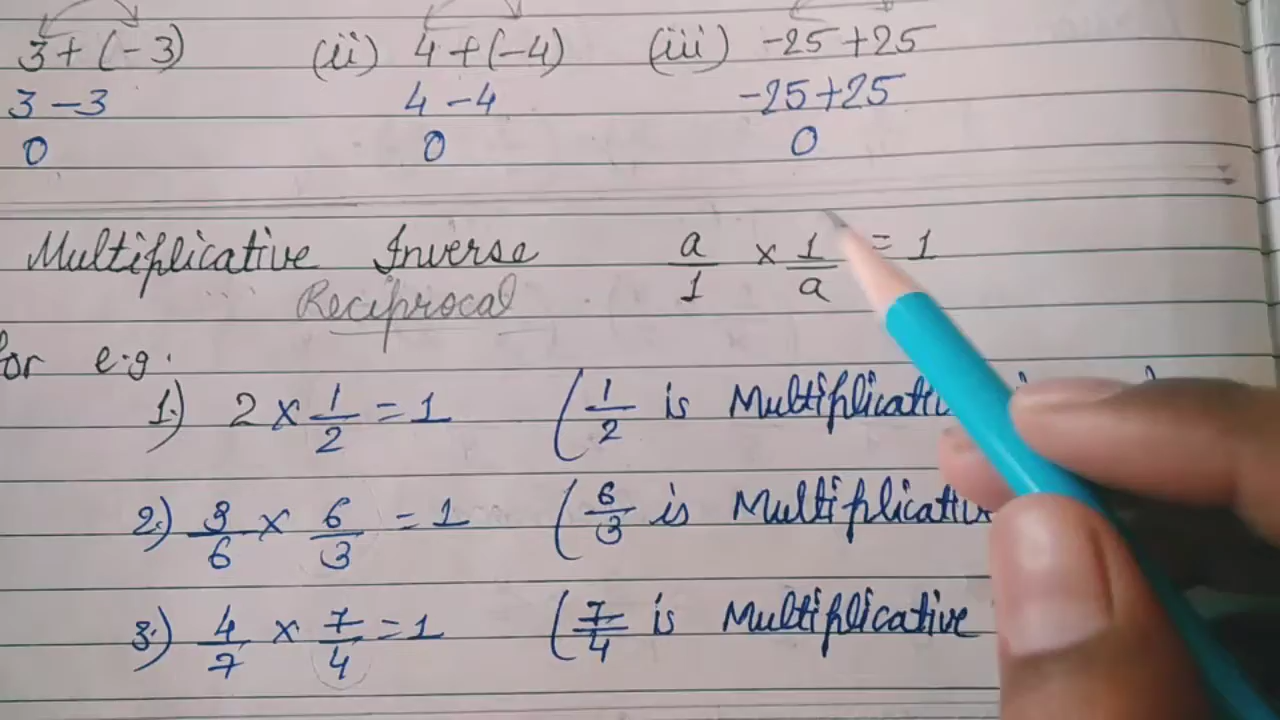 3 + (-3) (ii) 4 + (-4) (iii) -25 + 25
3 - 3 4 - 4 -25 + 25
0 0 0
Multiplicative Inverse a/1 × 1/a = 1
Reciprocal
for e.g.
1.) 2 × 1/2 = 1 (1/2 is
2.) 3/6 × 6/3 = 1 (6/3 is
3.) 4/7 × 7/4 = 1 (7/4 is Multiplicative